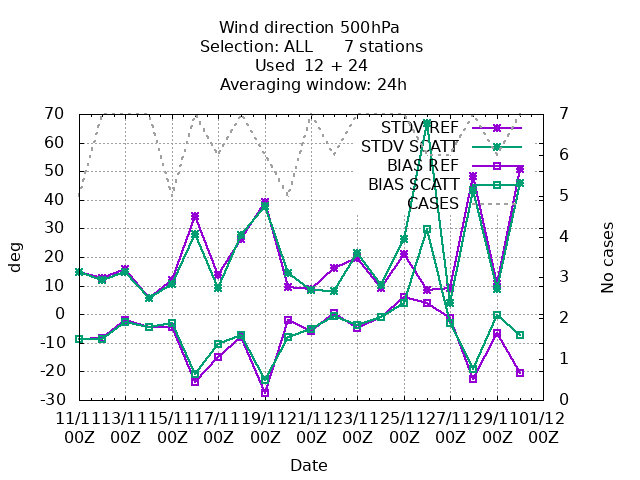 Wind direction 500hPa
Selection: ALL 7 stations
Used 12 + 24
Averaging window: 24h
70
60
50
40
30
20
10
0
-10
-20
-30
deg
7
6
5
4
3
2
1
0
No cases
STDV REF
STDV SCATT
BIAS REF
BIAS SCATT
CASES
11/11 13/11 15/11 17/11 19/11 21/11 23/11 25/11 27/11 29/11 01/12
00Z 00Z 00Z 00Z 00Z 00Z 00Z 00Z 00Z 00Z 00Z
Date